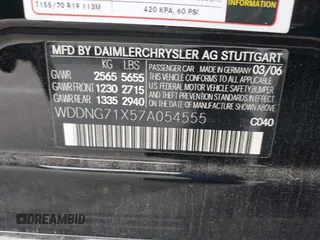 T155/70 R19 113M
420 KPA, 60 PSI
MFD. BY DAIMLERCHRYSLER AG STUTTGART
MADE IN GERMANY 03/06
KG LBS
GVWR 2565 5655
GAWR FRONT 1230 2715
GAWR REAR 1335 2940
THIS VEHICLE CONFORMS TO ALL APPLICABLE U.S.
FEDERAL MOTOR VEHICLE SAFETY, BUMPER,
AND THEFT PREVENTION STANDARDS IN EFFECT
ON THE DATE OF MANUFACTURE SHOWN ABOVE
WDDNG71X57A054555
PASSENGER CAR
C040
DREAMBID